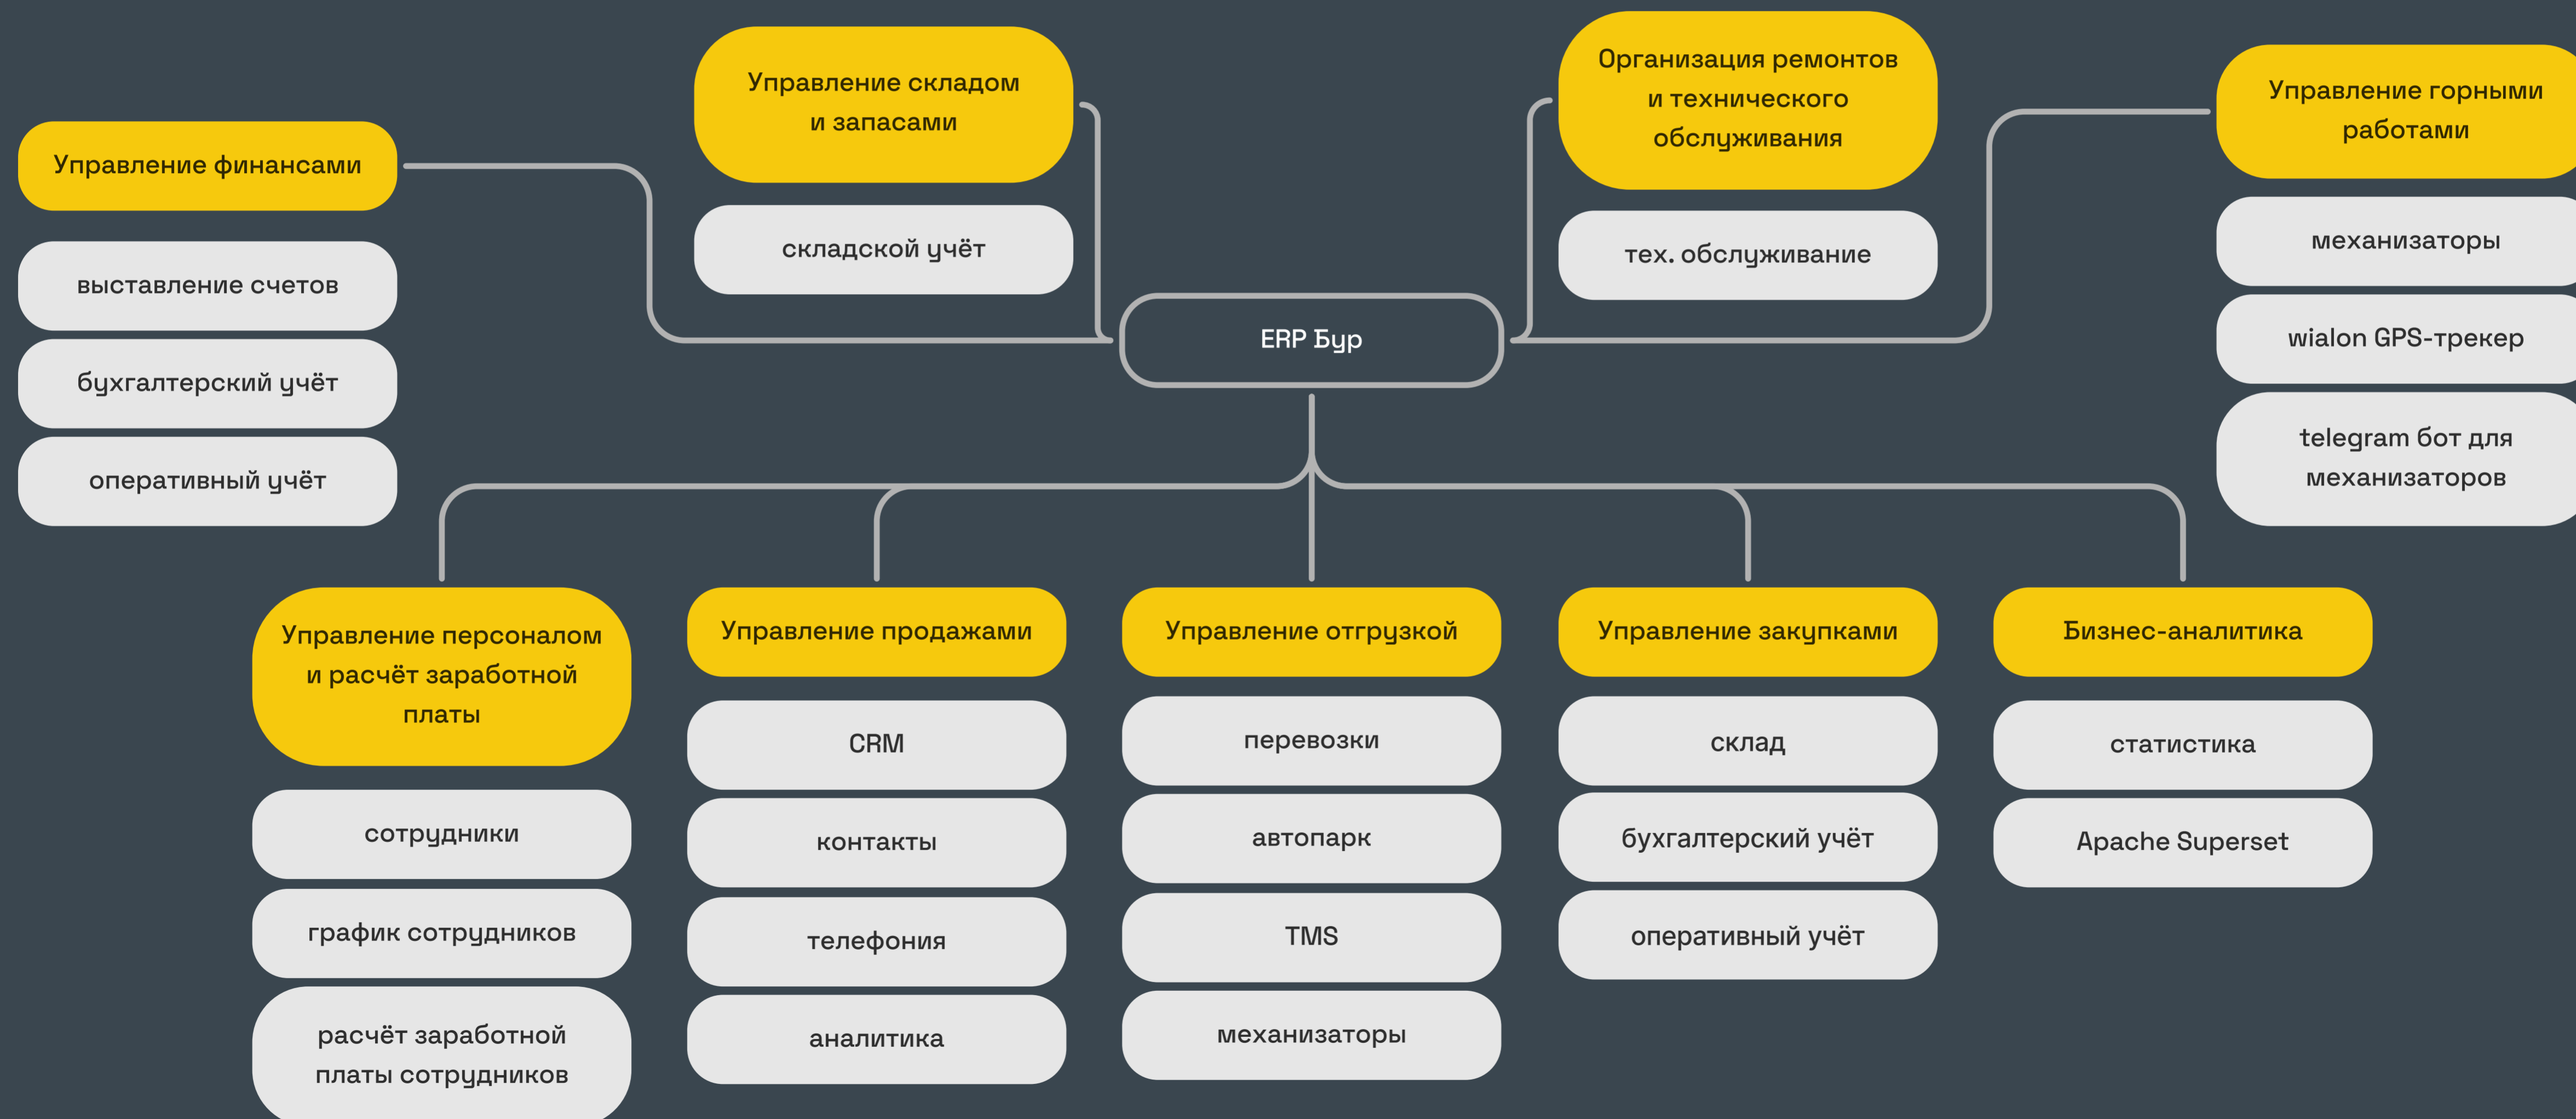 Управление финансами
выставление счетов
бухгалтерский учёт
оперативный учёт
Управление складом
и запасами
складской учёт
ERP Бур
Организация ремонтов
и технического
обслуживания
тех. обслуживание
Управление горными
работами
механизаторы
wialon GPS-трекер
telegram бот для
механизаторов
Управление персоналом
и расчёт заработной
платы
сотрудники
график сотрудников
расчёт заработной
платы сотрудников
Управление продажами
CRM
контакты
телефония
аналитика
Управление отгрузкой
перевозки
автопарк
TMS
механизаторы
Управление закупками
склад
бухгалтерский учёт
оперативный учёт
Бизнес-аналитика
статистика
Apache Superset